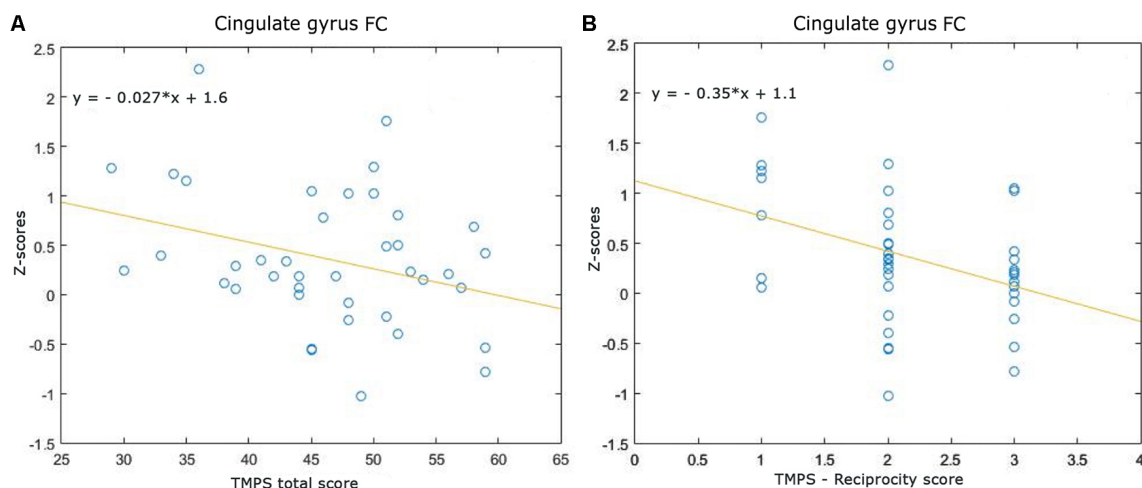 A
Cingulate gyrus FC
y = - 0.027*x + 1.6
Z-scores
2.5
2
1.5
1
0.5
0
-0.5
-1
-1.5
25 30 35 40 45 50 55 60 65
TMPS total score
B
Cingulate gyrus FC
y = - 0.35*x + 1.1
Z-scores
2.5
2
1.5
1
0.5
0
-0.5
-1
-1.5
0 0.5 1 1.5 2 2.5 3 3.5 4
TMPS - Reciprocity score